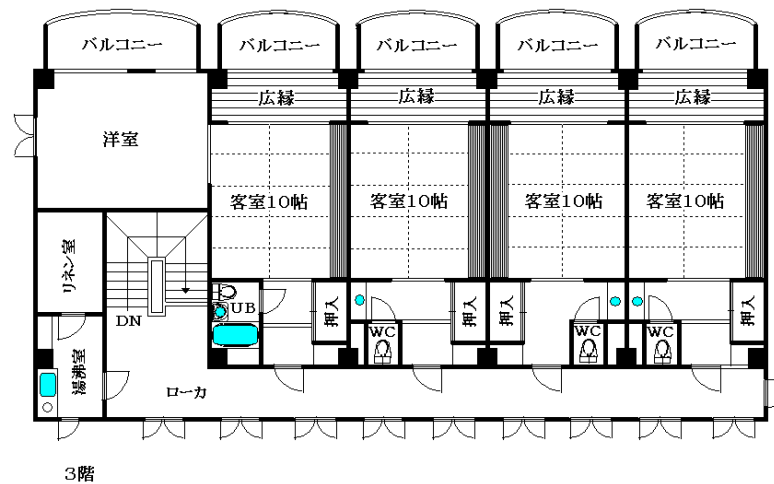 バルコニー
バルコニー
バルコニー
バルコニー
バルコニー
広縁
広縁
広縁
広縁
洋室
客室10帖
客室10帖
客室10帖
客室10帖
リネン室
DN
UB
押入
押入
押入
押入
WC
WC
WC
湯沸室
ローカ
3階